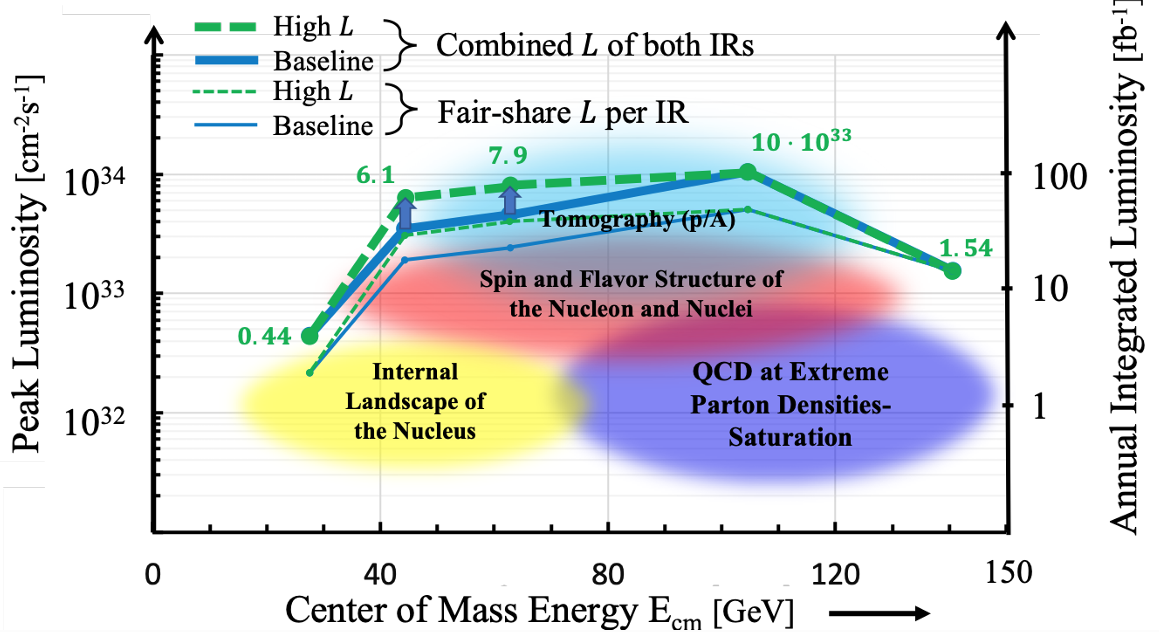 High L
Baseline
Combined L of both IRs
High L
Baseline
Fair-share L per IR
Peak Luminosity [cm⁻²s⁻¹]
10³⁴
10³³
10³²
Annual Integrated Luminosity [fb⁻¹]
100
10
1
0.44
6.1
7.9
10 · 10³³
1.54
Tomography (p/A)
Spin and Flavor Structure of
the Nucleon and Nuclei
Internal
Landscape of
the Nucleus
QCD at Extreme
Parton Densities-
Saturation
0
40
80
120
150
Center of Mass Energy E_cm [GeV]